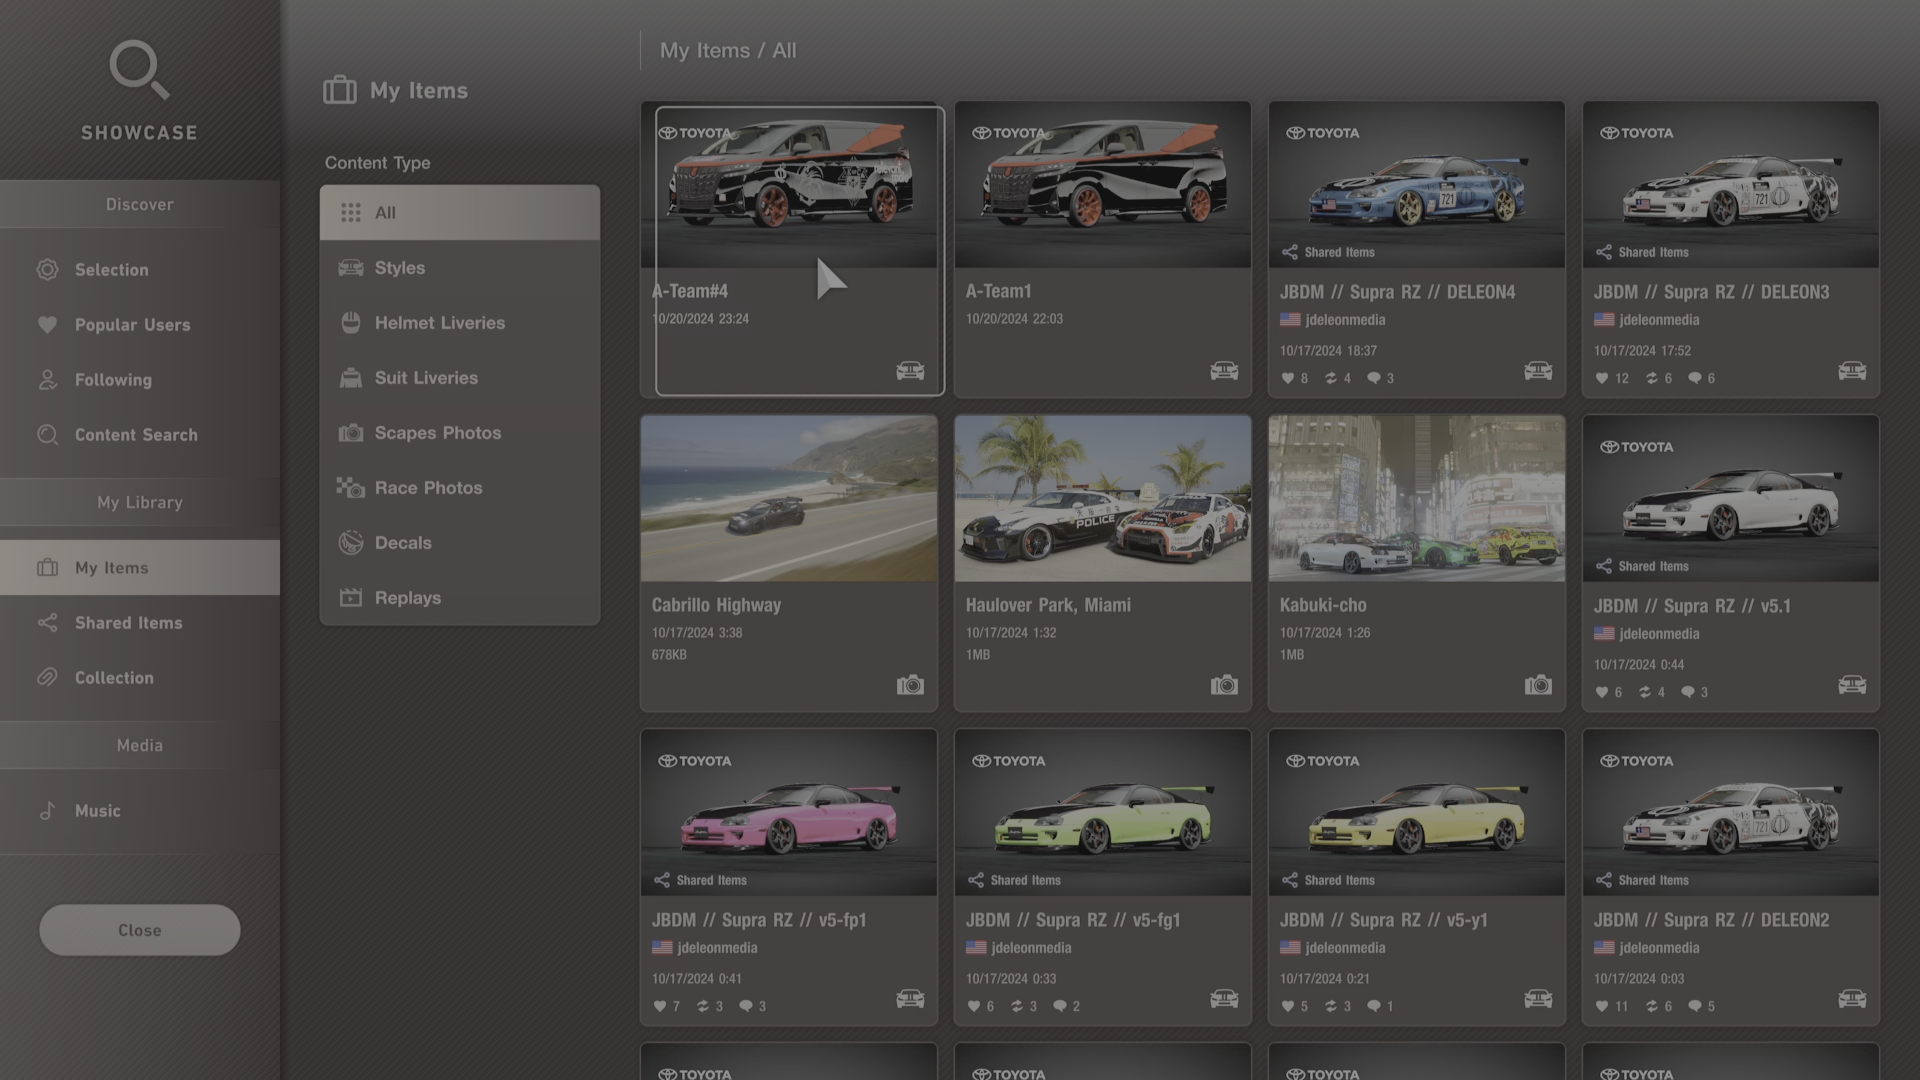 SHOWCASE
Discover
Selection
Popular Users
Following
Content Search
My Library
My Items
Shared Items
Collection
Media
Music
Close
My Items
Content Type
All
Styles
Helmet Liveries
Suit Liveries
Scapes Photos
Race Photos
Decals
Replays
My Items / All
TOYOTA
A-Team#4
10/20/2024 23:24
TOYOTA
A-Team1
10/20/2024 22:03
TOYOTA
721
Shared Items
JBDM // Supra RZ // DELEON4
jdeleonmedia
10/17/2024 18:37
8 4 3
TOYOTA
721
Shared Items
JBDM // Supra RZ // DELEON3
jdeleonmedia
10/17/2024 17:52
12 6 6
Cabrillo Highway
10/17/2024 3:38
678KB
POLICE
Haulover Park, Miami
10/17/2024 1:32
1MB
Kabuki-cho
10/17/2024 1:26
1MB
TOYOTA
Shared Items
JBDM // Supra RZ // v5.1
jdeleonmedia
10/17/2024 0:44
6 4 3
TOYOTA
Shared Items
JBDM // Supra RZ // v5-fp1
jdeleonmedia
10/17/2024 0:41
7 3 3
TOYOTA
Shared Items
JBDM // Supra RZ // v5-fg1
jdeleonmedia
10/17/2024 0:33
6 3 2
TOYOTA
Shared Items
JBDM // Supra RZ // v5-y1
jdeleonmedia
10/17/2024 0:21
5 3 1
TOYOTA
721
Shared Items
JBDM // Supra RZ // DELEON2
jdeleonmedia
10/17/2024 0:03
11 6 5
TOYOTA
TOYOTA
TOYOTA
TOYOTA